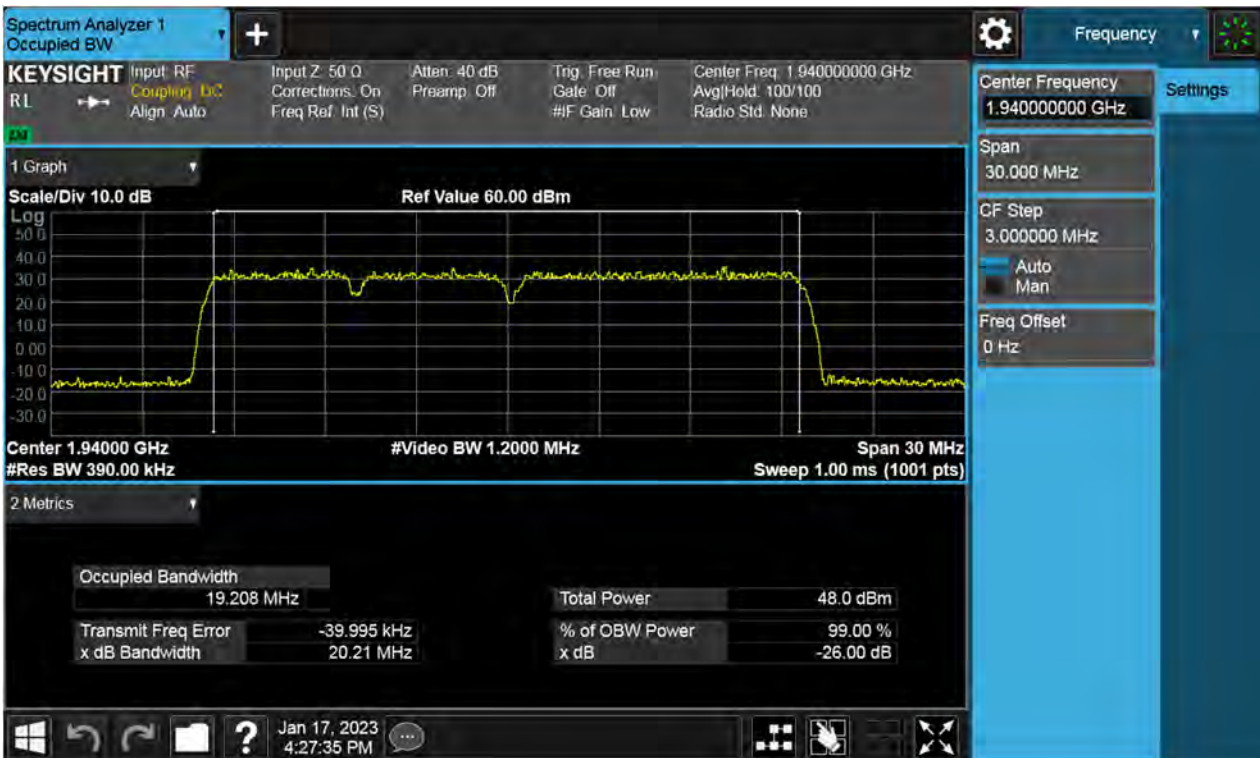 Spectrum Analyzer 1
Occupied BW
+
Frequency
KEYSIGHT
RL
Input: RF
Coupling: DC
Align: Auto
Input Z: 50 Ω
Corrections: On
Freq Ref: Int (S)
Atten: 40 dB
Preamp: Off
Trig: Free Run
Gate: Off
#IF Gain: Low
Center Freq: 1.940000000 GHz
Avg|Hold: 100/100
Radio Std: None
Center Frequency
1.940000000 GHz
Settings
Span
30.000 MHz
CF Step
3.000000 MHz
Auto
Man
Freq Offset
0 Hz
1 Graph
Scale/Div 10.0 dB
Ref Value 60.00 dBm
Log
50.0
40.0
30.0
20.0
10.0
0.00
-10.0
-20.0
-30.0
Center 1.94000 GHz
#Video BW 1.2000 MHz
Span 30 MHz
#Res BW 390.00 kHz
Sweep 1.00 ms (1001 pts)
2 Metrics
Occupied Bandwidth
19.208 MHz
Total Power
48.0 dBm
Transmit Freq Error
-39.995 kHz
% of OBW Power
99.00 %
x dB Bandwidth
20.21 MHz
x dB
-26.00 dB
?
Jan 17, 2023
4:27:35 PM